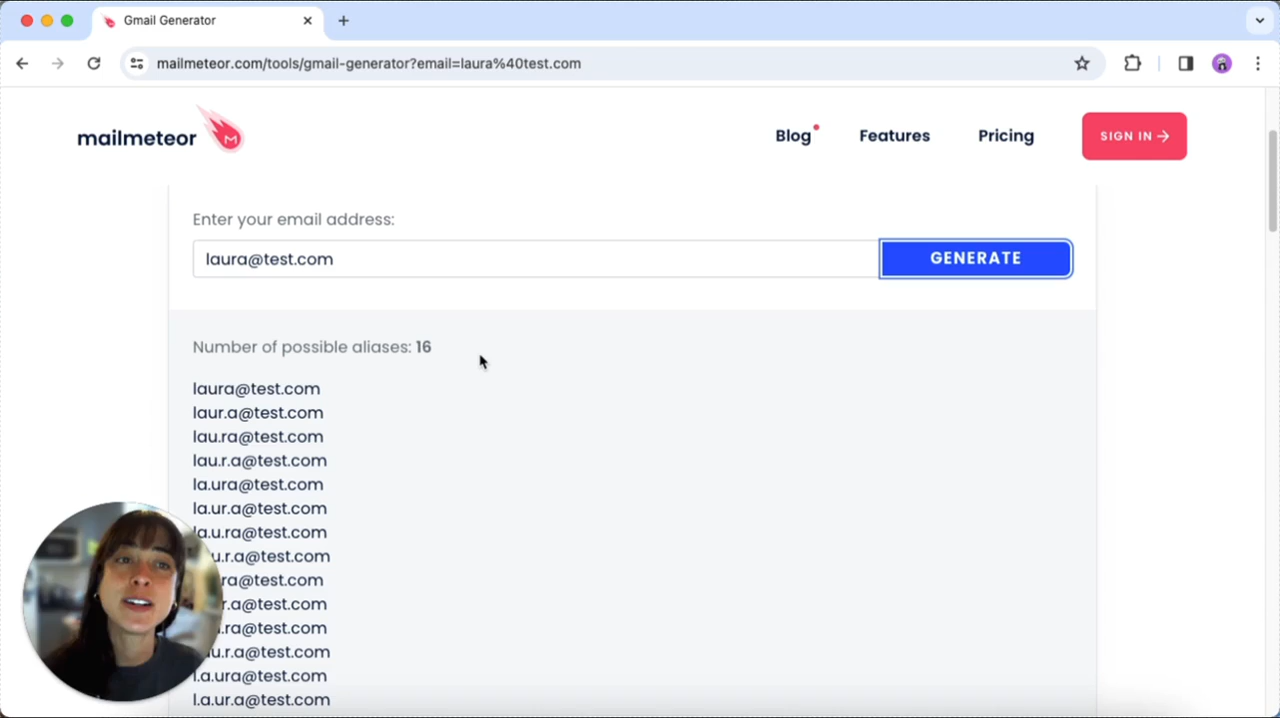 Gmail Generator
mailmeteor.com/tools/gmail-generator?email=laura%40test.com
mailmeteor
Blog
Features
Pricing
SIGN IN
Enter your email address:
laura@test.com
GENERATE
Number of possible aliases: 16
laura@test.com
laur.a@test.com
lau.ra@test.com
lau.r.a@test.com
la.ura@test.com
la.ur.a@test.com
la.u.ra@test.com
u.r.a@test.com
ra@test.com
r.a@test.com
.ra@test.com
u.r.a@test.com
l.a.ura@test.com
l.a.ur.a@test.com